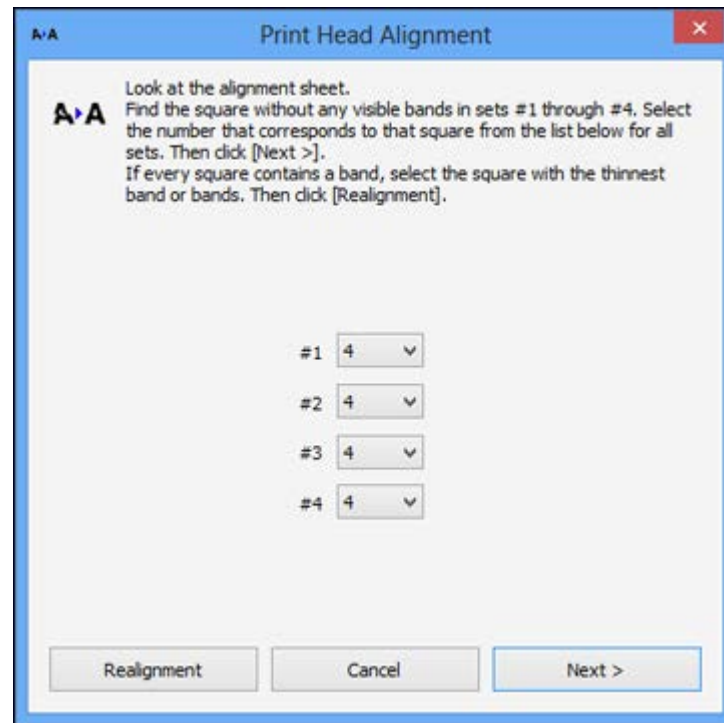 A›A
Print Head Alignment
A›A
Look at the alignment sheet.
Find the square without any visible bands in sets #1 through #4. Select
the number that corresponds to that square from the list below for all
sets. Then click [Next >].
If every square contains a band, select the square with the thinnest
band or bands. Then click [Realignment].
#1 4
#2 4
#3 4
#4 4
Realignment Cancel Next >